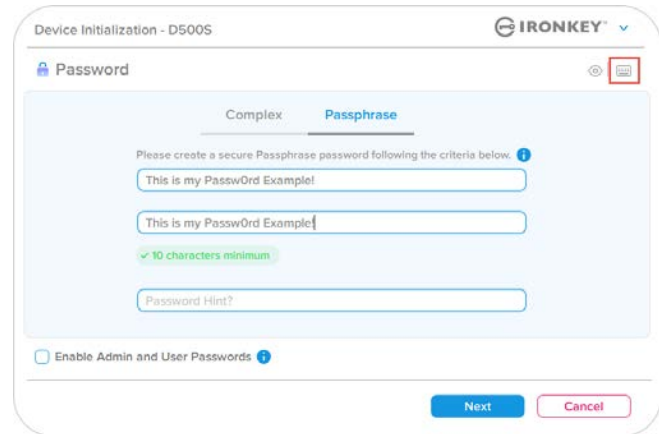 Device Initialization - D500S
IRONKEY™
Password
Complex
Passphrase
Please create a secure Passphrase password following the criteria below.
This is my Passw0rd Example!
This is my Passw0rd Example!
✓ 10 characters minimum
Password Hint?
Enable Admin and User Passwords
Next
Cancel